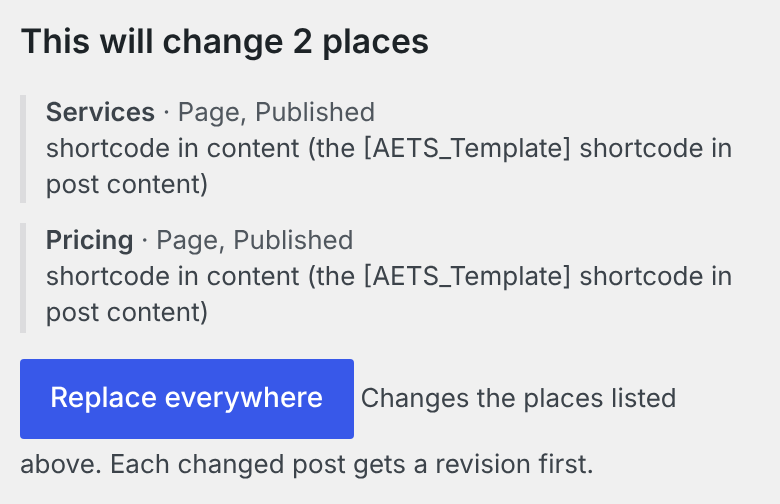 This will change 2 places
Services · Page, Published
shortcode in content (the [AETS_Template] shortcode in
post content)
Pricing · Page, Published
shortcode in content (the [AETS_Template] shortcode in
post content)
Replace everywhere Changes the places listed
above. Each changed post gets a revision first.